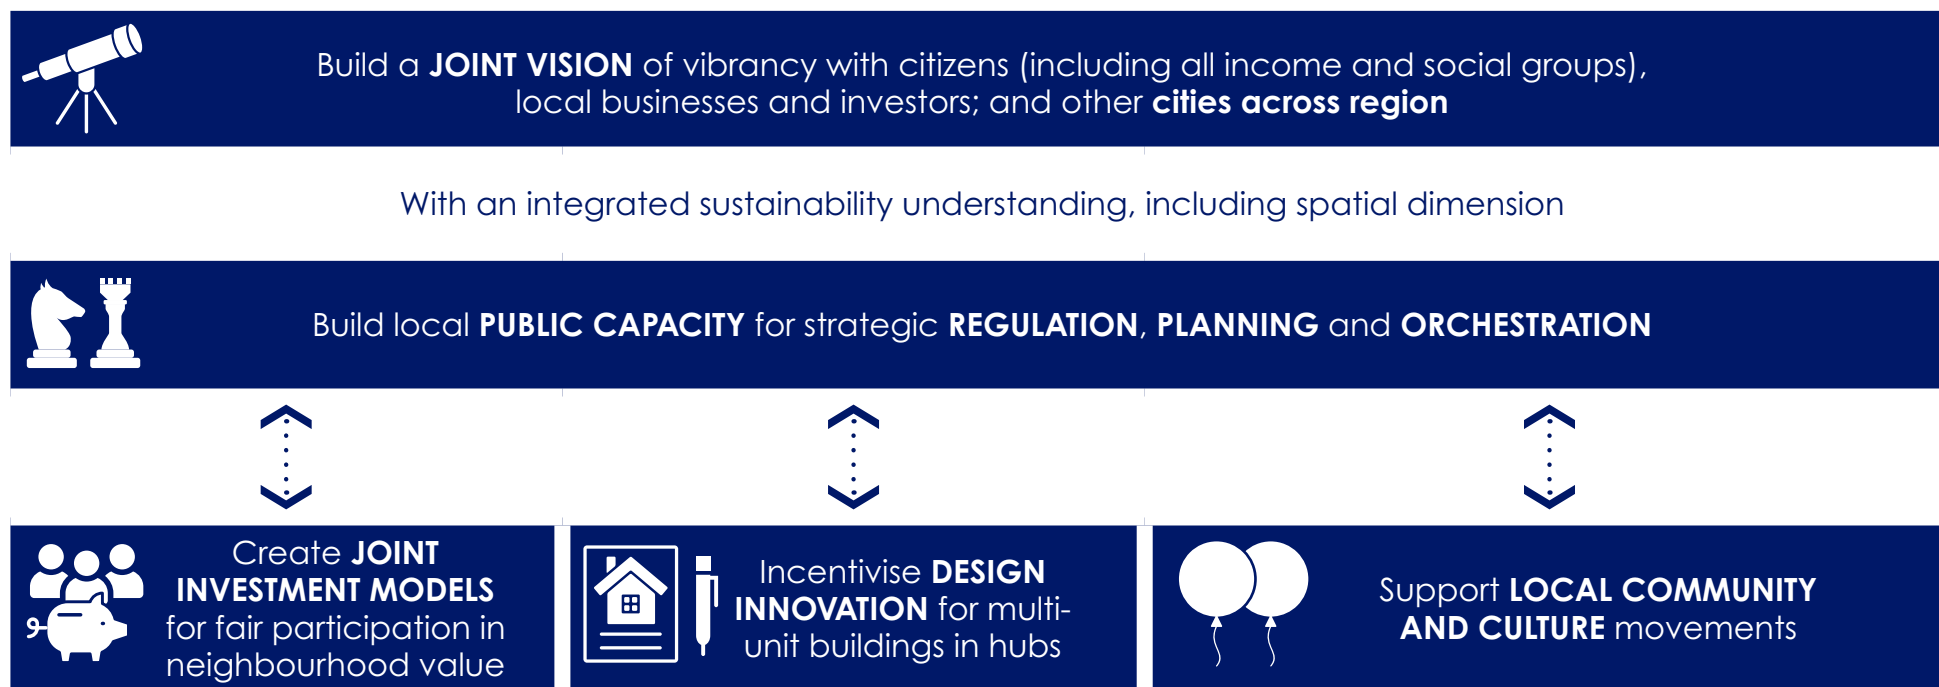 Build a JOINT VISION of vibrancy with citizens (including all income and social groups),
local businesses and investors; and other cities across region
With an integrated sustainability understanding, including spatial dimension
Build local PUBLIC CAPACITY for strategic REGULATION, PLANNING and ORCHESTRATION
Create JOINT
INVESTMENT MODELS
for fair participation in
neighbourhood value
Incentivise DESIGN
INNOVATION for multi-
unit buildings in hubs
Support LOCAL COMMUNITY
AND CULTURE movements